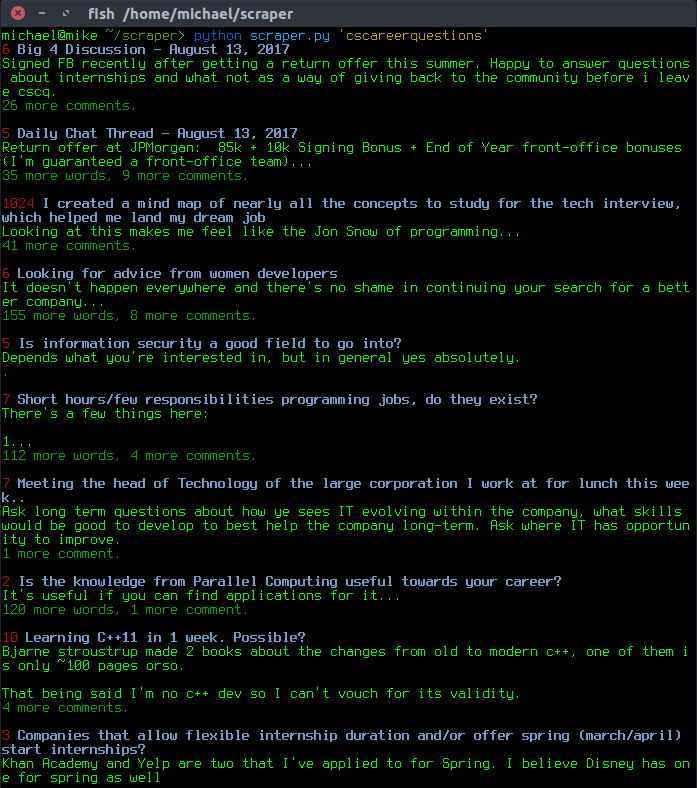 fish /home/michael/scraper
michael@mike ~/scraper> python scraper.py 'cscareerquestions'
6 Big 4 Discussion - August 13, 2017
Signed FB recently after getting a return offer this summer. Happy to answer questions
about internships and what not as a way of giving back to the community before i leav
e cscq.
26 more comments.
5 Daily Chat Thread - August 13, 2017
Return offer at JPMorgan:  85k + 10k Signing Bonus + End of Year front-office bonuses
(I'm guaranteed a front-office team)...
35 more words, 9 more comments.
1024 I created a mind map of nearly all the concepts to study for the tech interview,
which helped me land my dream job
Looking at this makes me feel like the Jon Snow of programming...
41 more comments.
6 Looking for advice from women developers
It doesn't happen everywhere and there's no shame in continuing your search for a bett
er company...
155 more words, 8 more comments.
5 Is information security a good field to go into?
Depends what you're interested in, but in general yes absolutely.
.
7 Short hours/few responsibilities programming jobs, do they exist?
There's a few things here:
1...
112 more words, 4 more comments.
7 Meeting the head of Technology of the large corporation I work at for lunch this wee
k..
Ask long term questions about how ye sees IT evolving within the company, what skills
would be good to develop to best help the company long-term. Ask where IT has opportun
ity to improve.
1 more comment.
2 Is the knowledge from Parallel Computing useful towards your career?
It's useful if you can find applications for it...
120 more words, 1 more comment.
10 Learning C++11 in 1 week. Possible?
Bjarne stroustrup made 2 books about the changes from old to modern c++, one of them i
s only ~100 pages orso.
That being said I'm no c++ dev so I can't vouch for its validity.
4 more comments.
3 Companies that allow flexible internship duration and/or offer spring (march/april)
start internships?
Khan Academy and Yelp are two that I've applied to for Spring. I believe Disney has on
e for spring as well